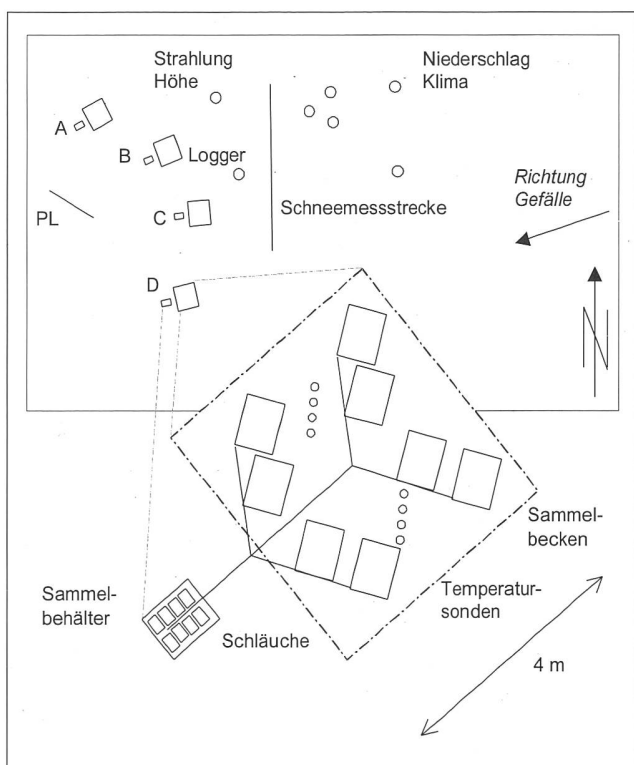 Strahlung
Höhe
Niederschlag
Klima
A
B
Logger
C
PL
Schneemessstrecke
Richtung
Gefälle
D
N
Sammel-
becken
Temperatur-
sonden
Sammel-
behälter
Schläuche
4 m